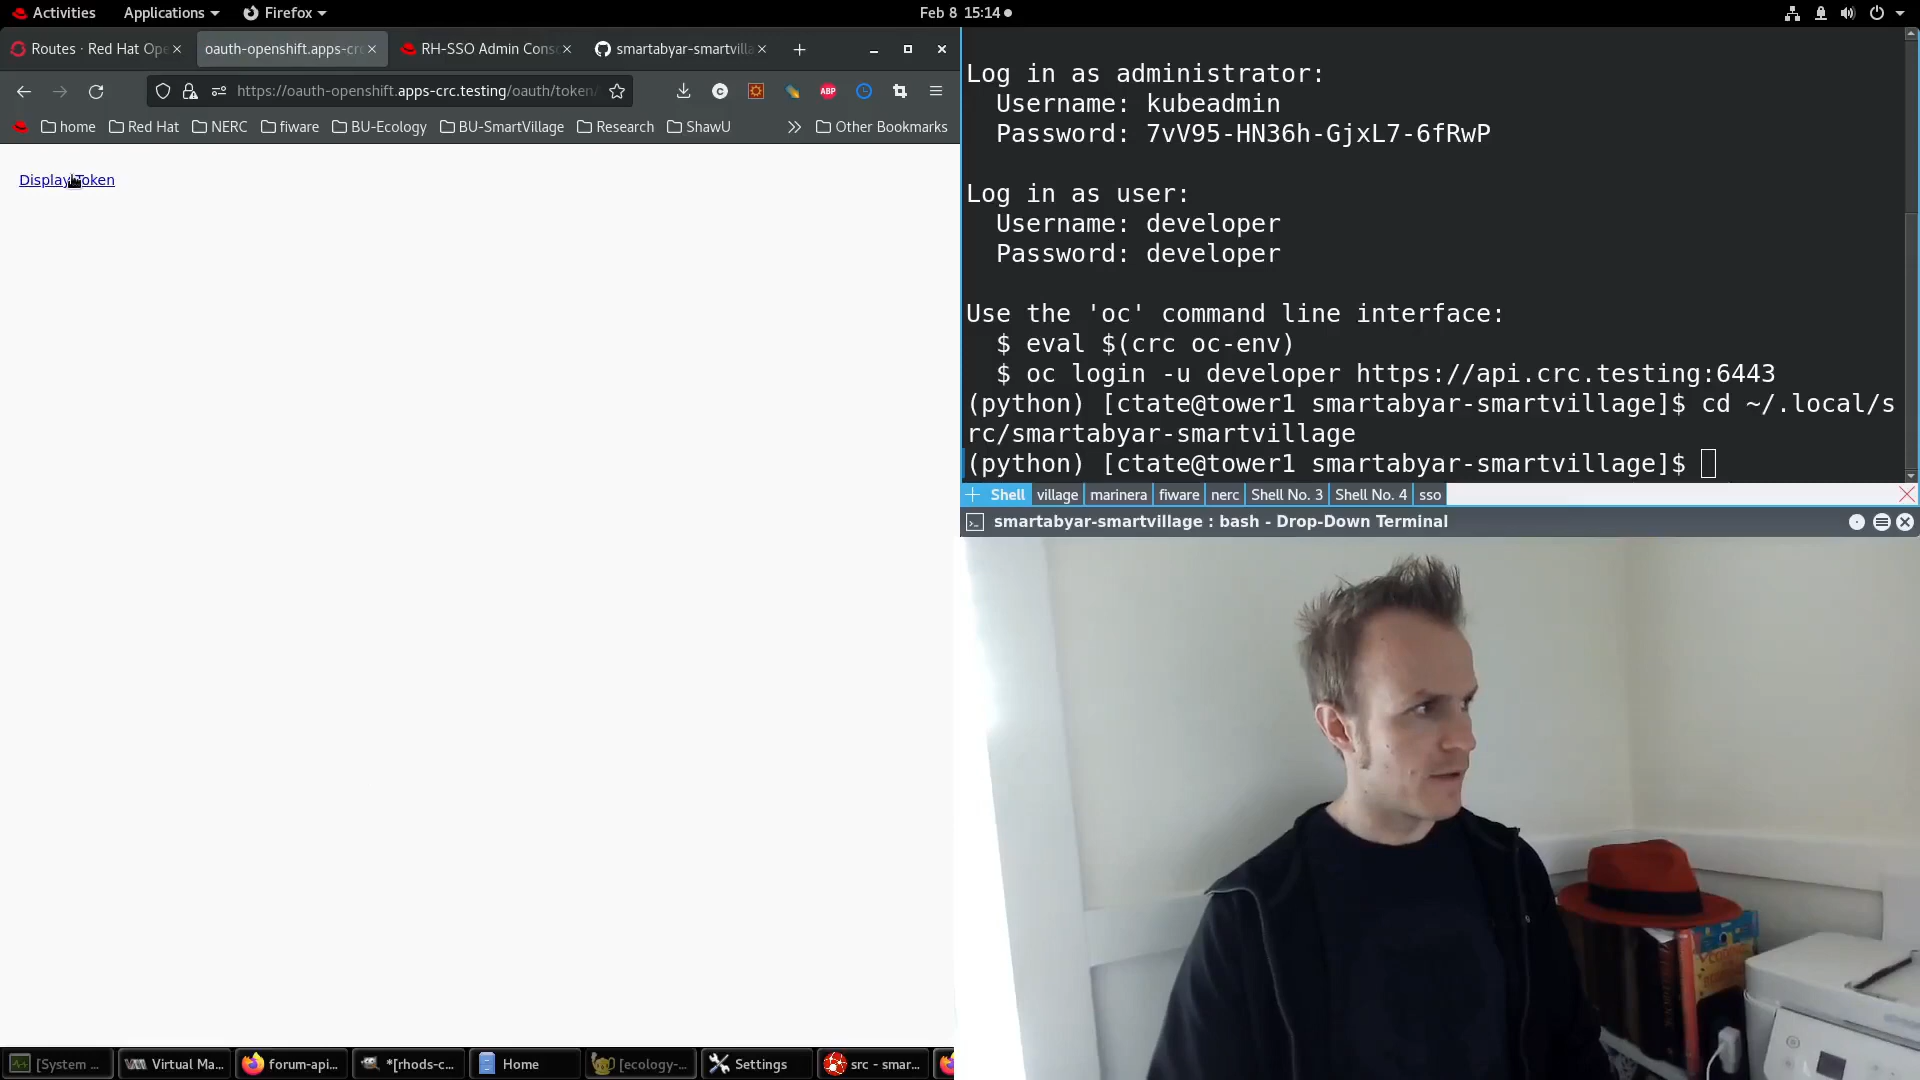 Activities Applications Firefox Feb 8 15:14
Routes · Red Hat Ope oauth-openshift.apps-crc RH-SSO Admin Conso smartabyar-smartvilla
https://oauth-openshift.apps-crc.testing/oauth/token/
home Red Hat NERC fiware BU-Ecology BU-SmartVillage Research ShawU Other Bookmarks
Display Token
Log in as administrator:
Username: kubeadmin
Password: 7vV95-HN36h-GjxL7-6fRwP
Log in as user:
Username: developer
Password: developer
Use the 'oc' command line interface:
$ eval $(crc oc-env)
$ oc login -u developer https://api.crc.testing:6443
(python) [ctate@tower1 smartabyar-smartvillage]$ cd ~/.local/s
rc/smartabyar-smartvillage
(python) [ctate@tower1 smartabyar-smartvillage]$
Shell village marinera fiware nerc Shell No. 3 Shell No. 4 sso
smartabyar-smartvillage : bash - Drop-Down Terminal
[System ... Virtual Ma... forum-api... *[rhods-c... Home [ecology-... Settings src - smar...